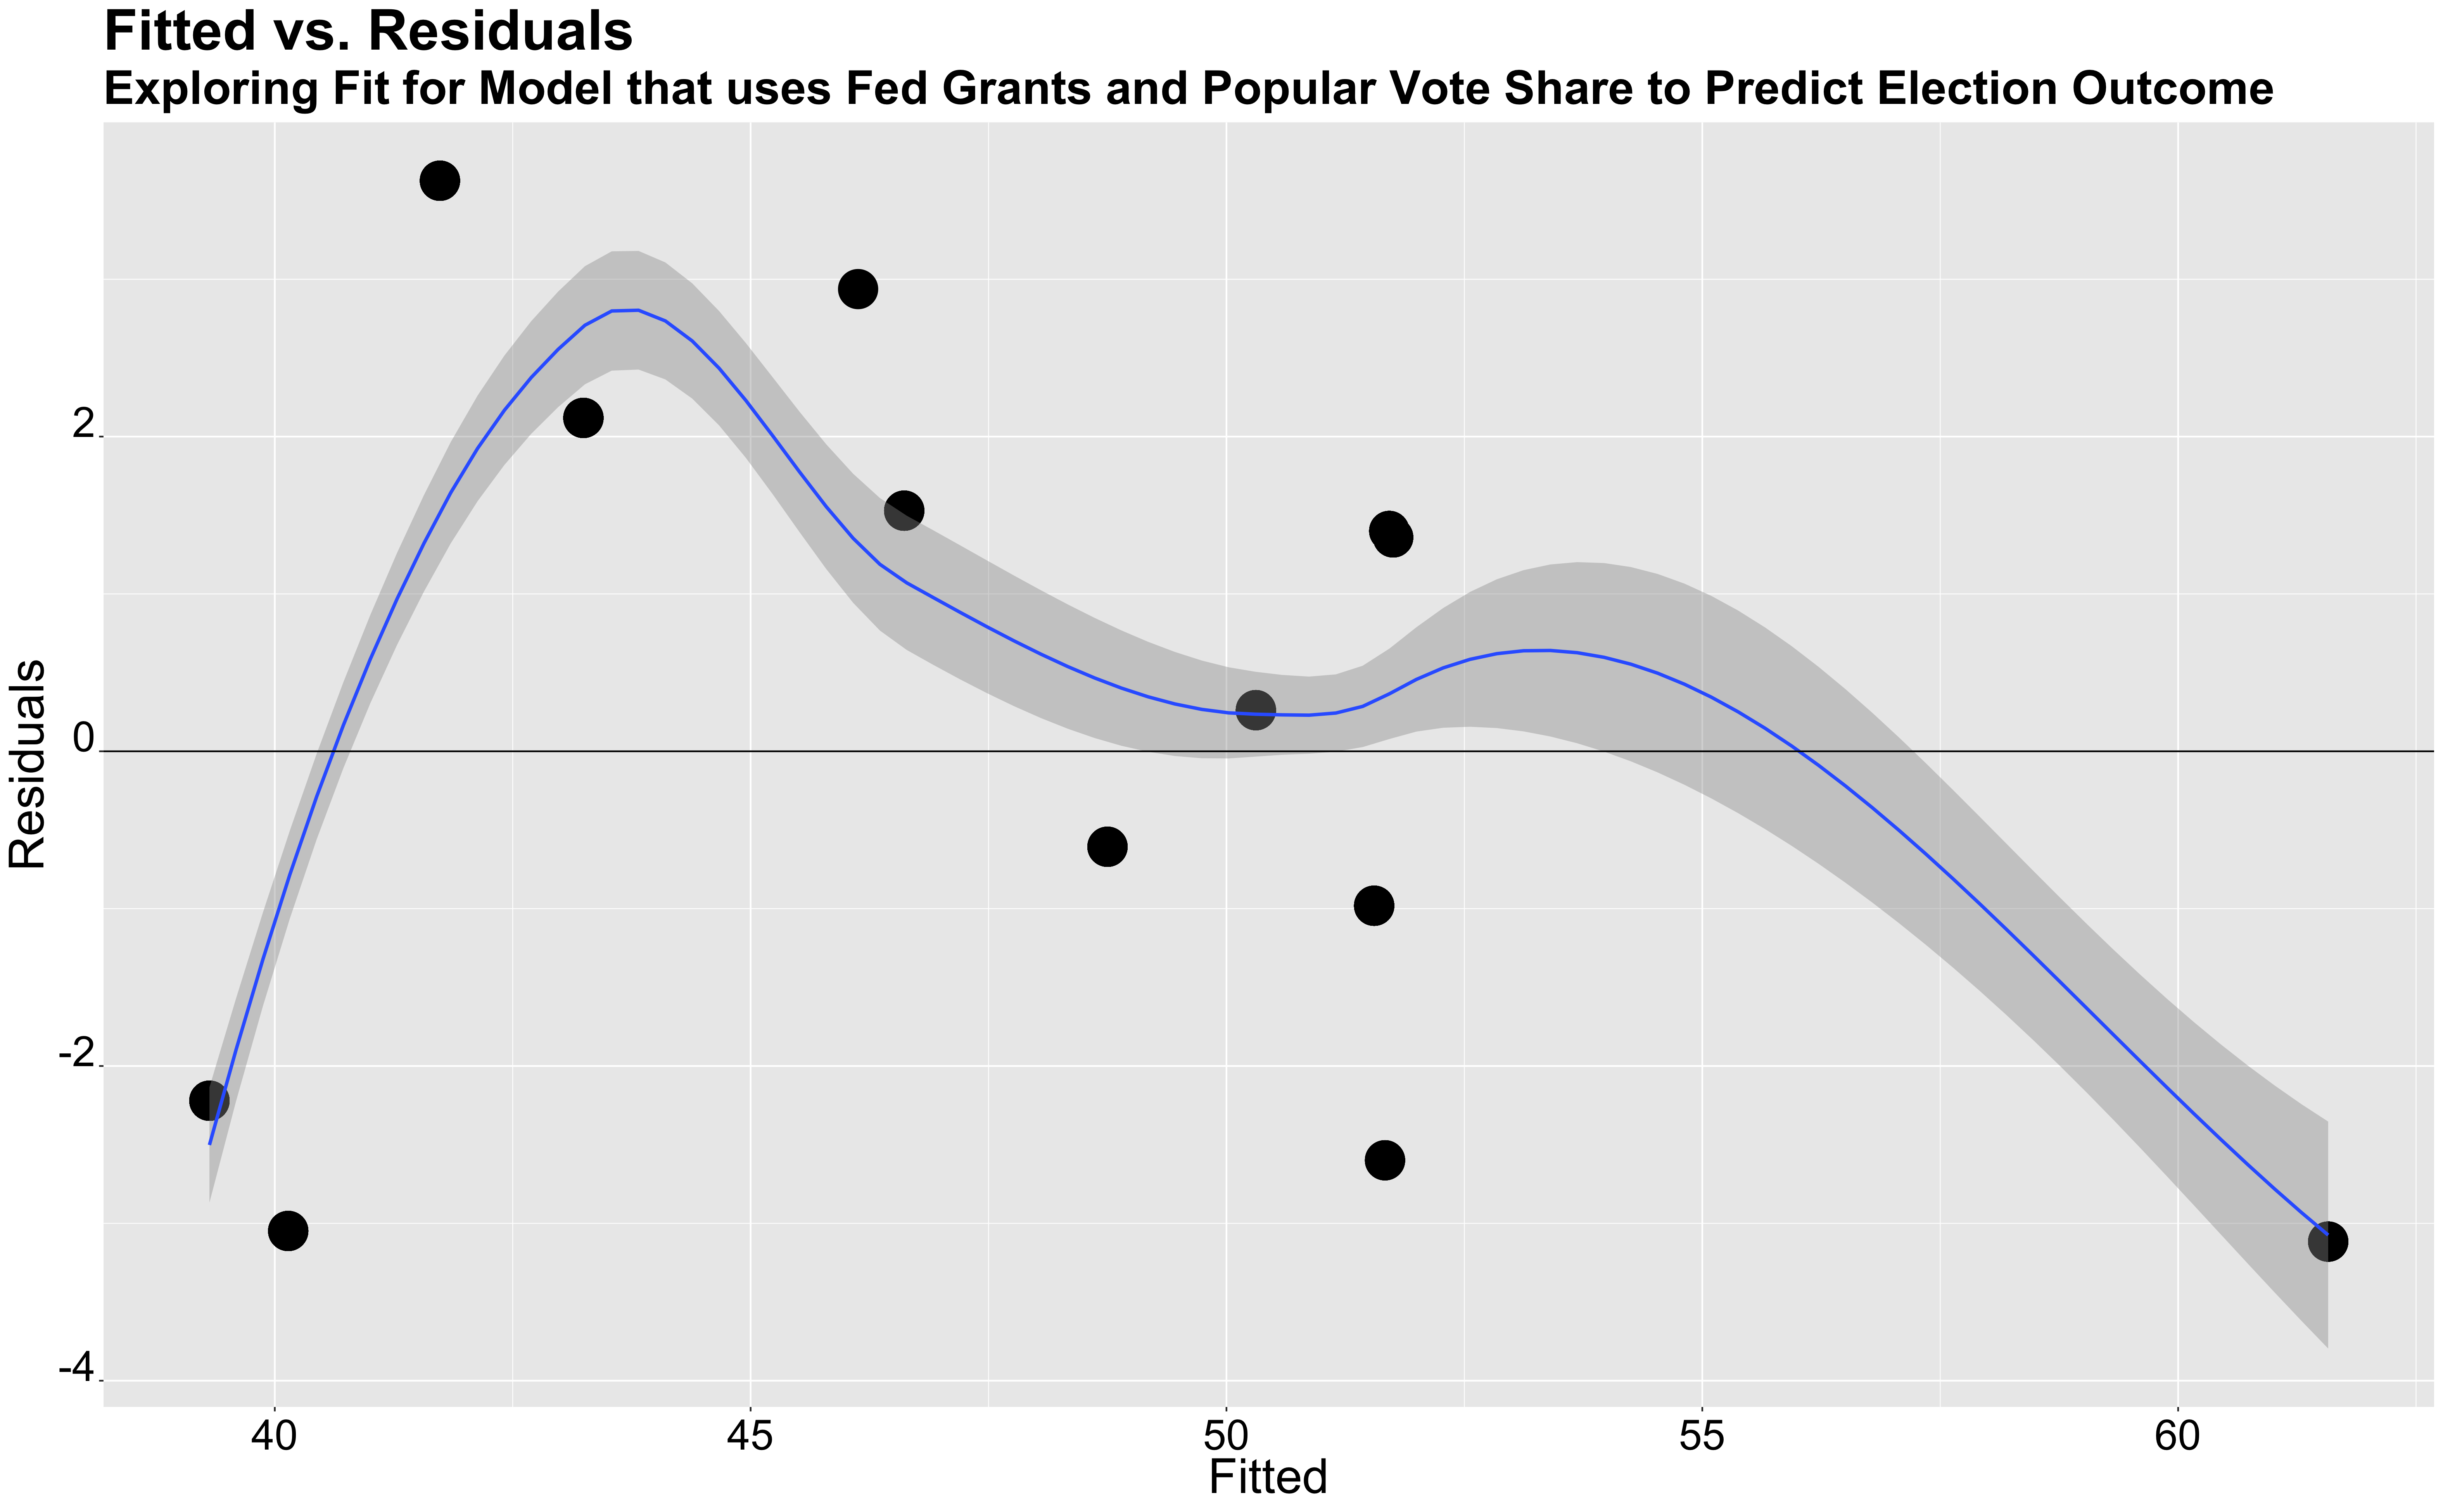 Fitted vs. Residuals
Exploring Fit for Model that uses Fed Grants and Popular Vote Share to Predict Election Outcome
Residuals
2
0
-2
-4
40 45 50 55 60
Fitted